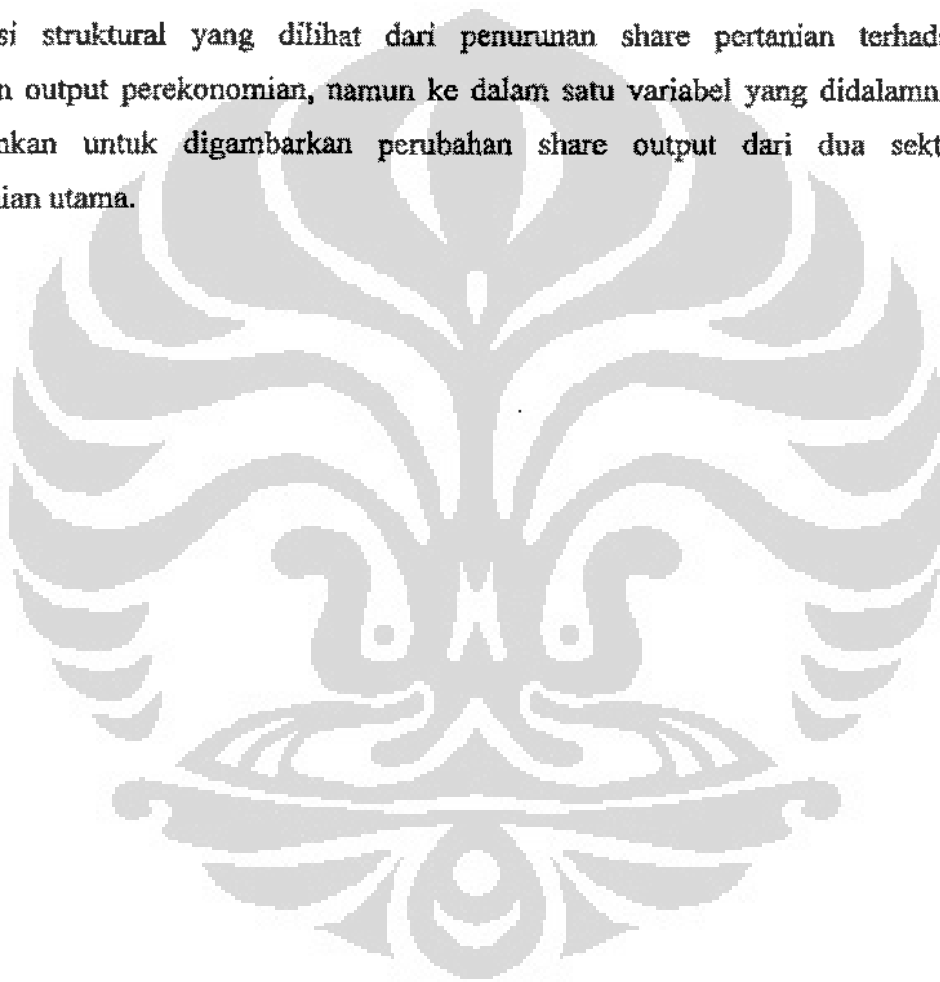 si struktural yang dilihat dari penurunan share pertanian terhad
n output perekonomian, namun ke dalam satu variabel yang didalamn
nkan untuk digambarkan perubahan share output dari dua sekt
ian utama.